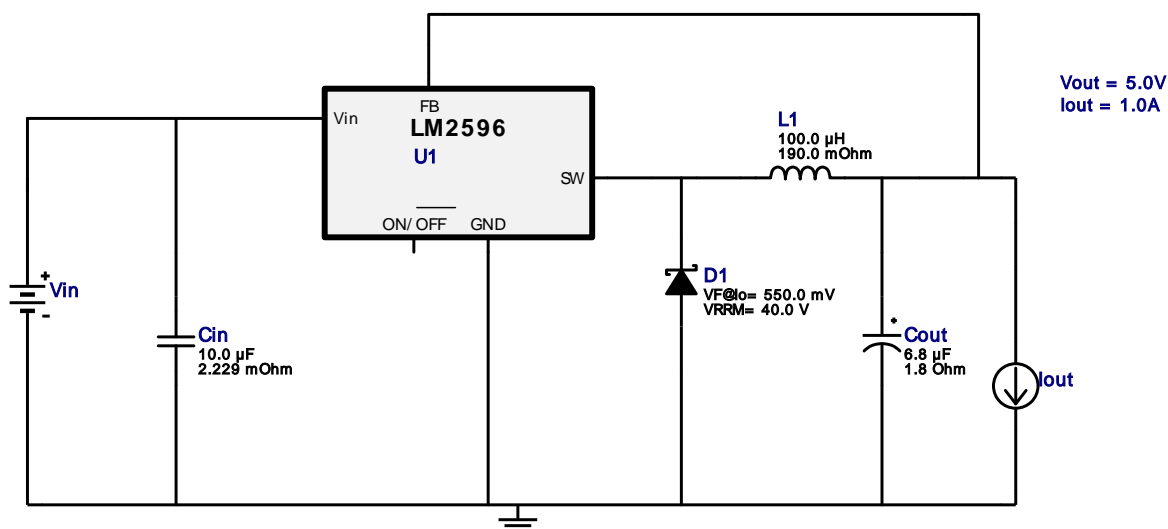 Vout = 5.0V
Iout = 1.0A
FB
Vin
LM2596
U1
SW
ON/ OFF
GND
L1
100.0 µH
190.0 mOhm
D1
VF@Io= 550.0 mV
VRRM= 40.0 V
+
Vin
-
Cin
10.0 µF
2.229 mOhm
Cout
6.8 µF
1.8 Ohm
Iout